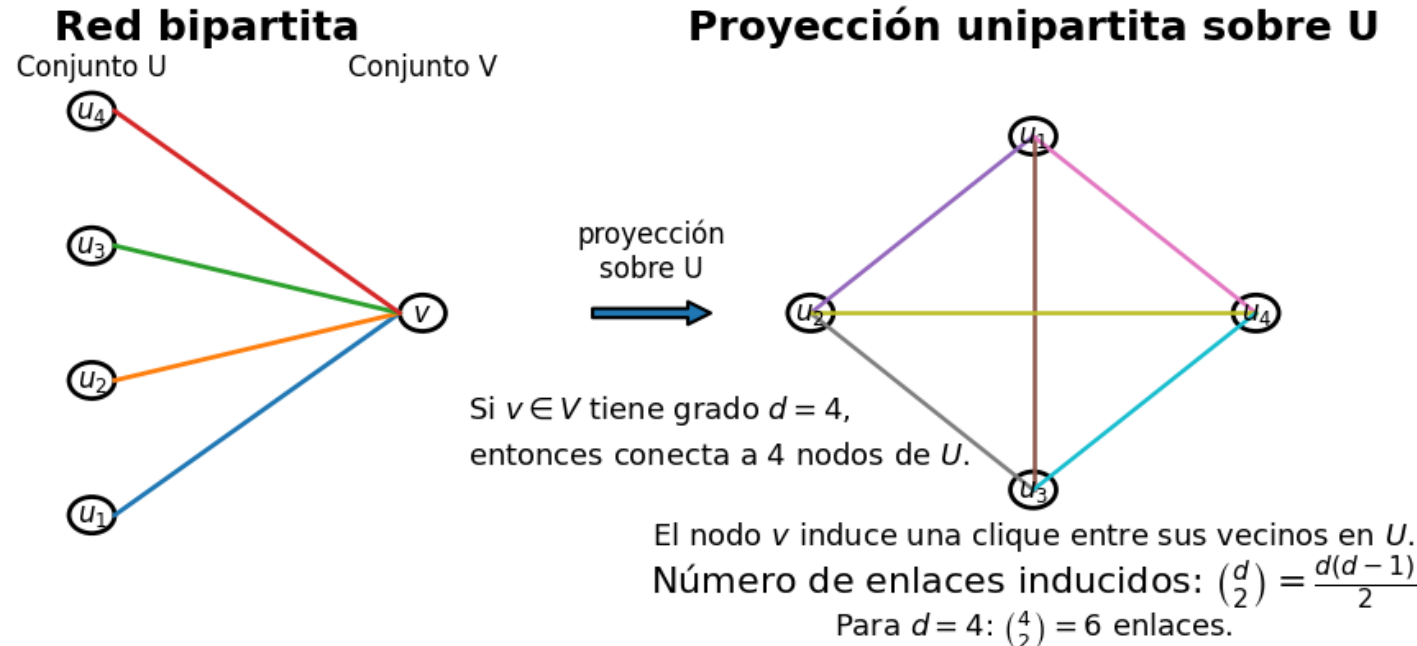 Red bipartita
Conjunto U
Conjunto V
u₄
u₃
u₂
u₁
v
proyección
sobre U
Proyección unipartita sobre U
u₁
u₂
u₄
u₃
Si v ∈ V tiene grado d = 4,
entonces conecta a 4 nodos de U.
El nodo v induce una clique entre sus vecinos en U.
Número de enlaces inducidos: (d 2) = d(d − 1)/2
Para d = 4: (4 2) = 6 enlaces.